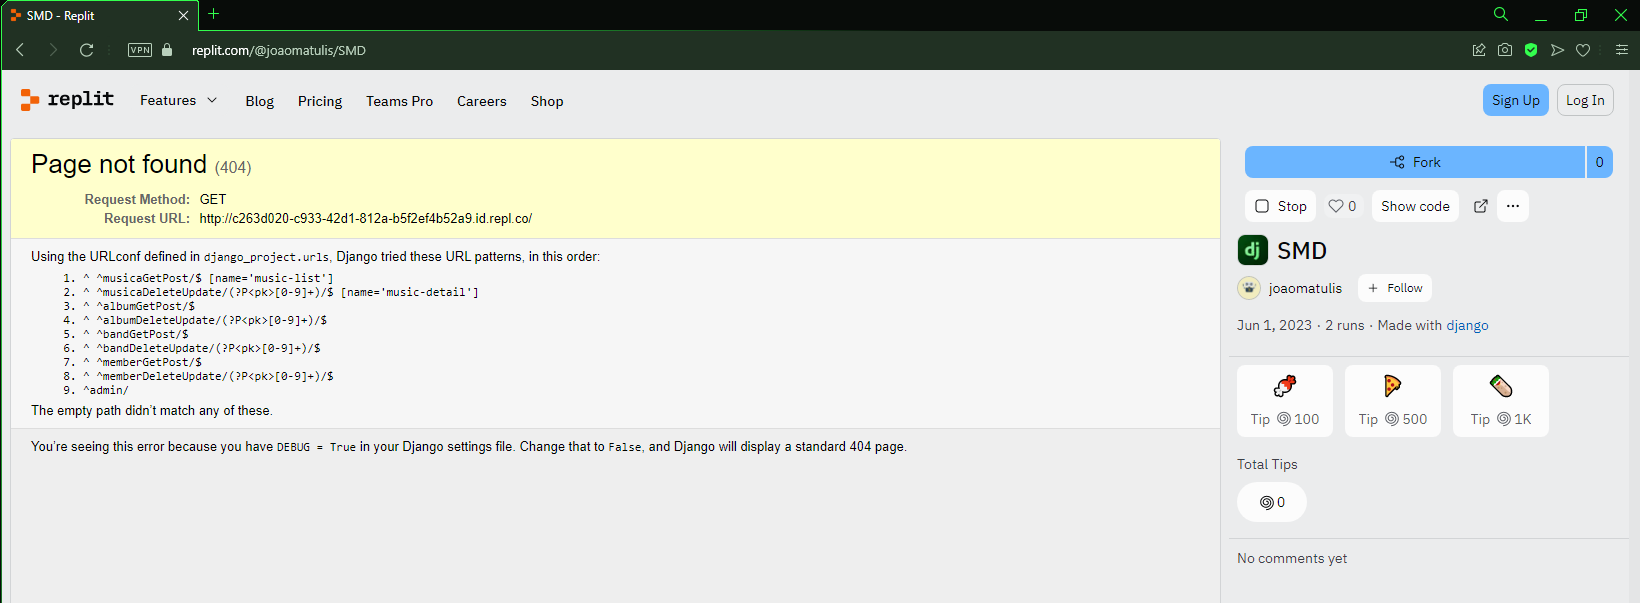 SMD - Replit
VPN replit.com/@joaomatulis/SMD
replit Features Blog Pricing Teams Pro Careers Shop Sign Up Log In
Page not found (404)
Request Method: GET
Request URL: http://c263d020-c933-42d1-812a-b5f2ef4b52a9.id.repl.co/
Using the URLconf defined in django_project.urls, Django tried these URL patterns, in this order:
1. ^ ^musicaGetPost/$ [name='music-list']
2. ^ ^musicaDeleteUpdate/(?P<pk>[0-9]+)/$ [name='music-detail']
3. ^ ^albumGetPost/$
4. ^ ^albumDeleteUpdate/(?P<pk>[0-9]+)/$
5. ^ ^bandGetPost/$
6. ^ ^bandDeleteUpdate/(?P<pk>[0-9]+)/$
7. ^ ^memberGetPost/$
8. ^ ^memberDeleteUpdate/(?P<pk>[0-9]+)/$
9. ^admin/
The empty path didn't match any of these.
You're seeing this error because you have DEBUG = True in your Django settings file. Change that to False, and Django will display a standard 404 page.
Fork 0
Stop 0 Show code
dj SMD
joaomatulis + Follow
Jun 1, 2023 · 2 runs · Made with django
Tip 100 Tip 500 Tip 1K
Total Tips
0
No comments yet